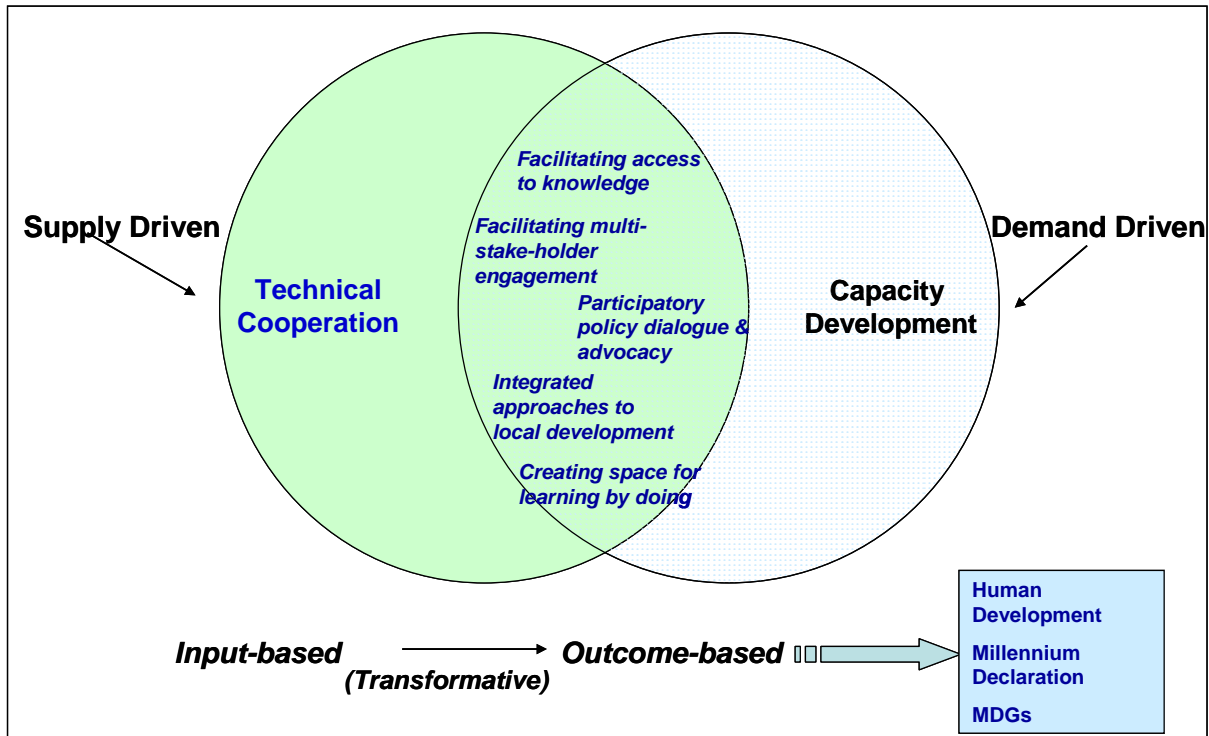 Facilitating access
to knowledge
Supply Driven
Facilitating multi-
stake-holder
engagement
Demand Driven
Technical
Cooperation
Participatory
policy dialogue &
advocacy
Capacity
Development
Integrated
approaches to
local development
Creating space for
learning by doing
Input-based
(Transformative)
Outcome-based
Human
Development
Millennium
Declaration
MDGs